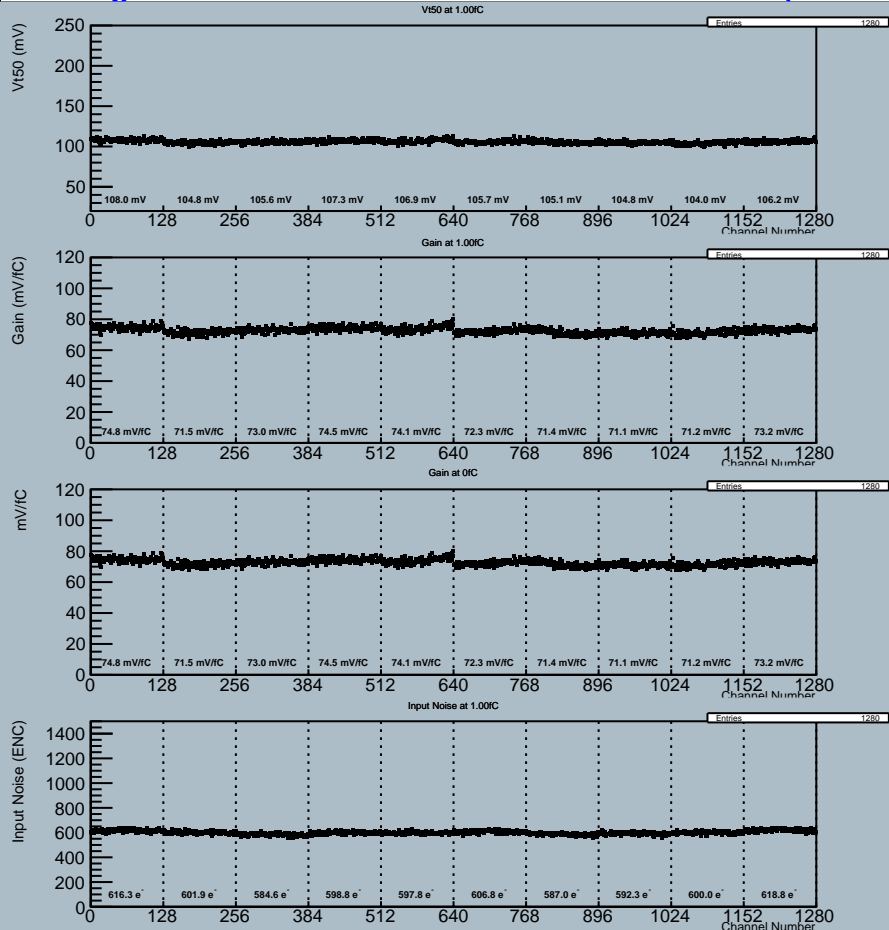 Vt50 at 1.00fC
Entries 1280
Vt50 (mV)
250
200
150
100
50
108.0 mV 104.8 mV 105.6 mV 107.3 mV 106.9 mV 105.7 mV 105.1 mV 104.8 mV 104.0 mV 106.2 mV
0 128 256 384 512 640 768 896 1024 1152 1280
Channel Number
Gain at 1.00fC
Entries 1280
Gain (mV/fC)
120
100
80
60
40
20
0
74.8 mV/fC 71.5 mV/fC 73.0 mV/fC 74.5 mV/fC 74.1 mV/fC 72.3 mV/fC 71.4 mV/fC 71.1 mV/fC 71.2 mV/fC 73.2 mV/fC
0 128 256 384 512 640 768 896 1024 1152 1280
Channel Number
Gain at 0fC
Entries 1280
mV/fC
120
100
80
60
40
20
0
74.8 mV/fC 71.5 mV/fC 73.0 mV/fC 74.5 mV/fC 74.1 mV/fC 72.3 mV/fC 71.4 mV/fC 71.1 mV/fC 71.2 mV/fC 73.2 mV/fC
0 128 256 384 512 640 768 896 1024 1152 1280
Channel Number
Input Noise at 1.00fC
Entries 1280
Input Noise (ENC)
1400
1200
1000
800
600
400
200
0
616.3 e⁻ 601.9 e⁻ 584.6 e⁻ 598.8 e⁻ 597.8 e⁻ 606.8 e⁻ 587.0 e⁻ 592.3 e⁻ 600.0 e⁻ 618.8 e⁻
0 128 256 384 512 640 768 896 1024 1152 1280
Channel Number